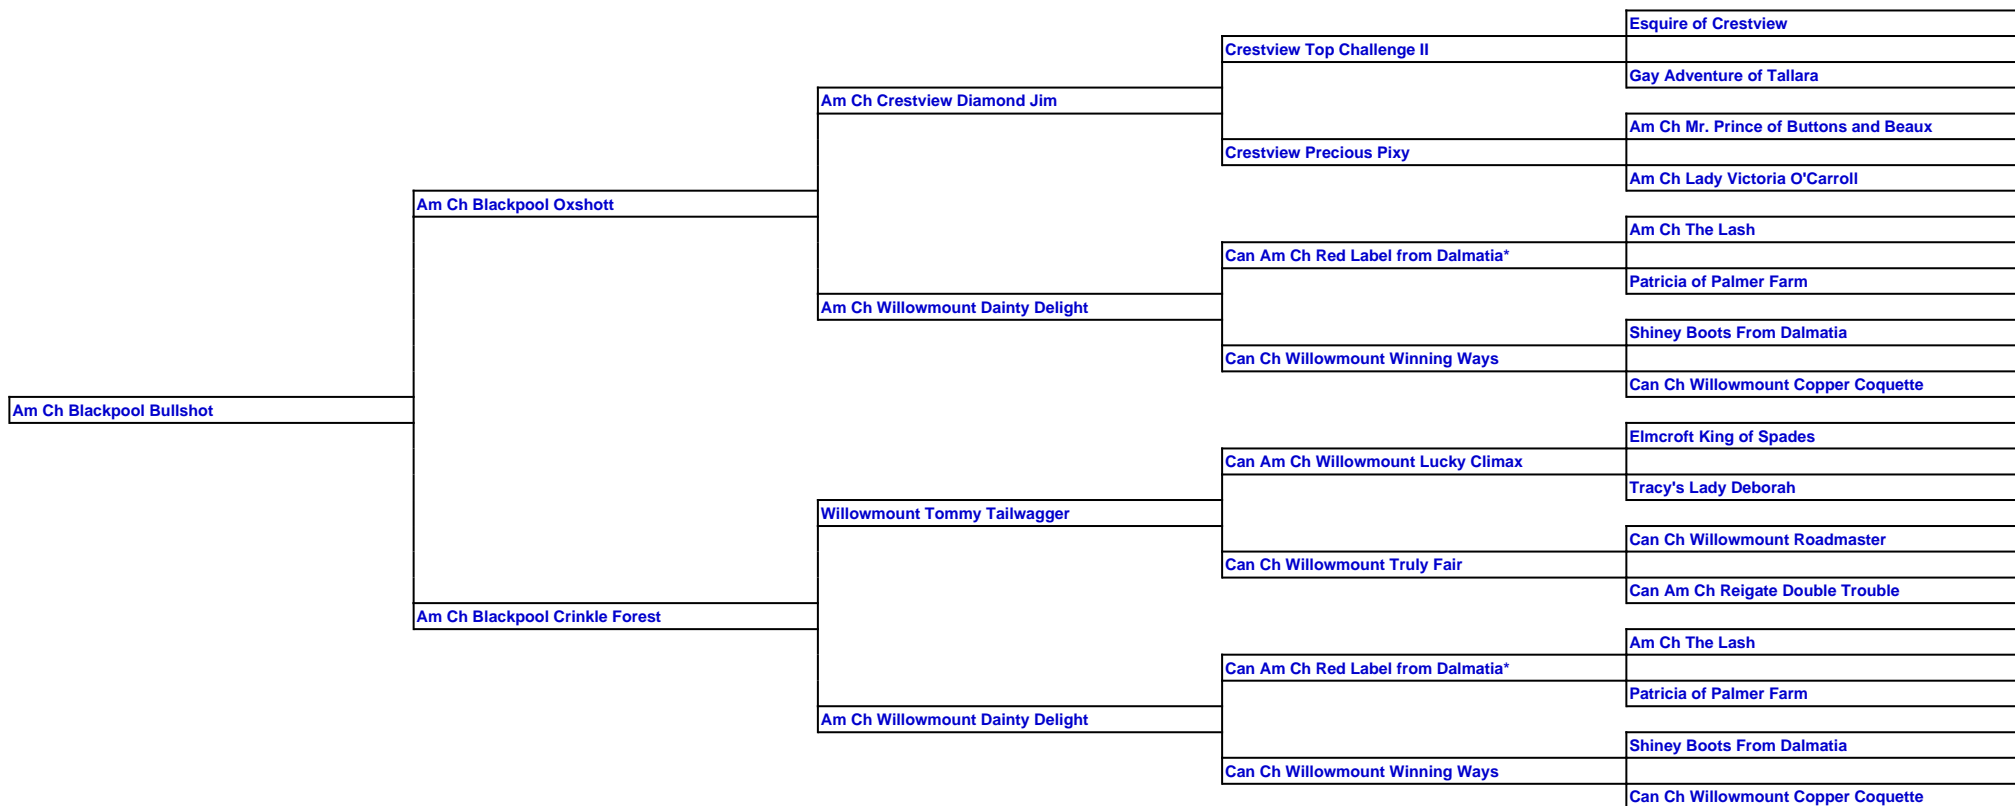 Esquire of Crestview
Crestview Top Challenge II
Gay Adventure of Tallara
Am Ch Crestview Diamond Jim
Am Ch Mr. Prince of Buttons and Beaux
Crestview Precious Pixy
Am Ch Lady Victoria O'Carroll
Am Ch Blackpool Oxshott
Am Ch The Lash
Can Am Ch Red Label from Dalmatia*
Patricia of Palmer Farm
Am Ch Willowmount Dainty Delight
Shiney Boots From Dalmatia
Can Ch Willowmount Winning Ways
Can Ch Willowmount Copper Coquette
Am Ch Blackpool Bullshot
Elmcroft King of Spades
Can Am Ch Willowmount Lucky Climax
Tracy's Lady Deborah
Willowmount Tommy Tailwagger
Can Ch Willowmount Roadmaster
Can Ch Willowmount Truly Fair
Can Am Ch Reigate Double Trouble
Am Ch Blackpool Crinkle Forest
Am Ch The Lash
Can Am Ch Red Label from Dalmatia*
Patricia of Palmer Farm
Am Ch Willowmount Dainty Delight
Shiney Boots From Dalmatia
Can Ch Willowmount Winning Ways
Can Ch Willowmount Copper Coquette